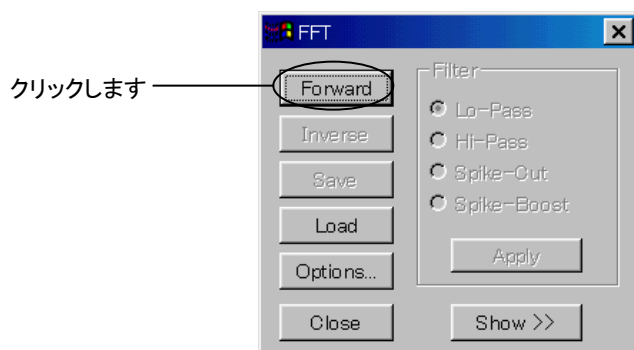 FFT
クリックします
Forward
Inverse
Save
Load
Options...
Close
Filter
Lo-Pass
Hi-Pass
Spike-Cut
Spike-Boost
Apply
Show >>